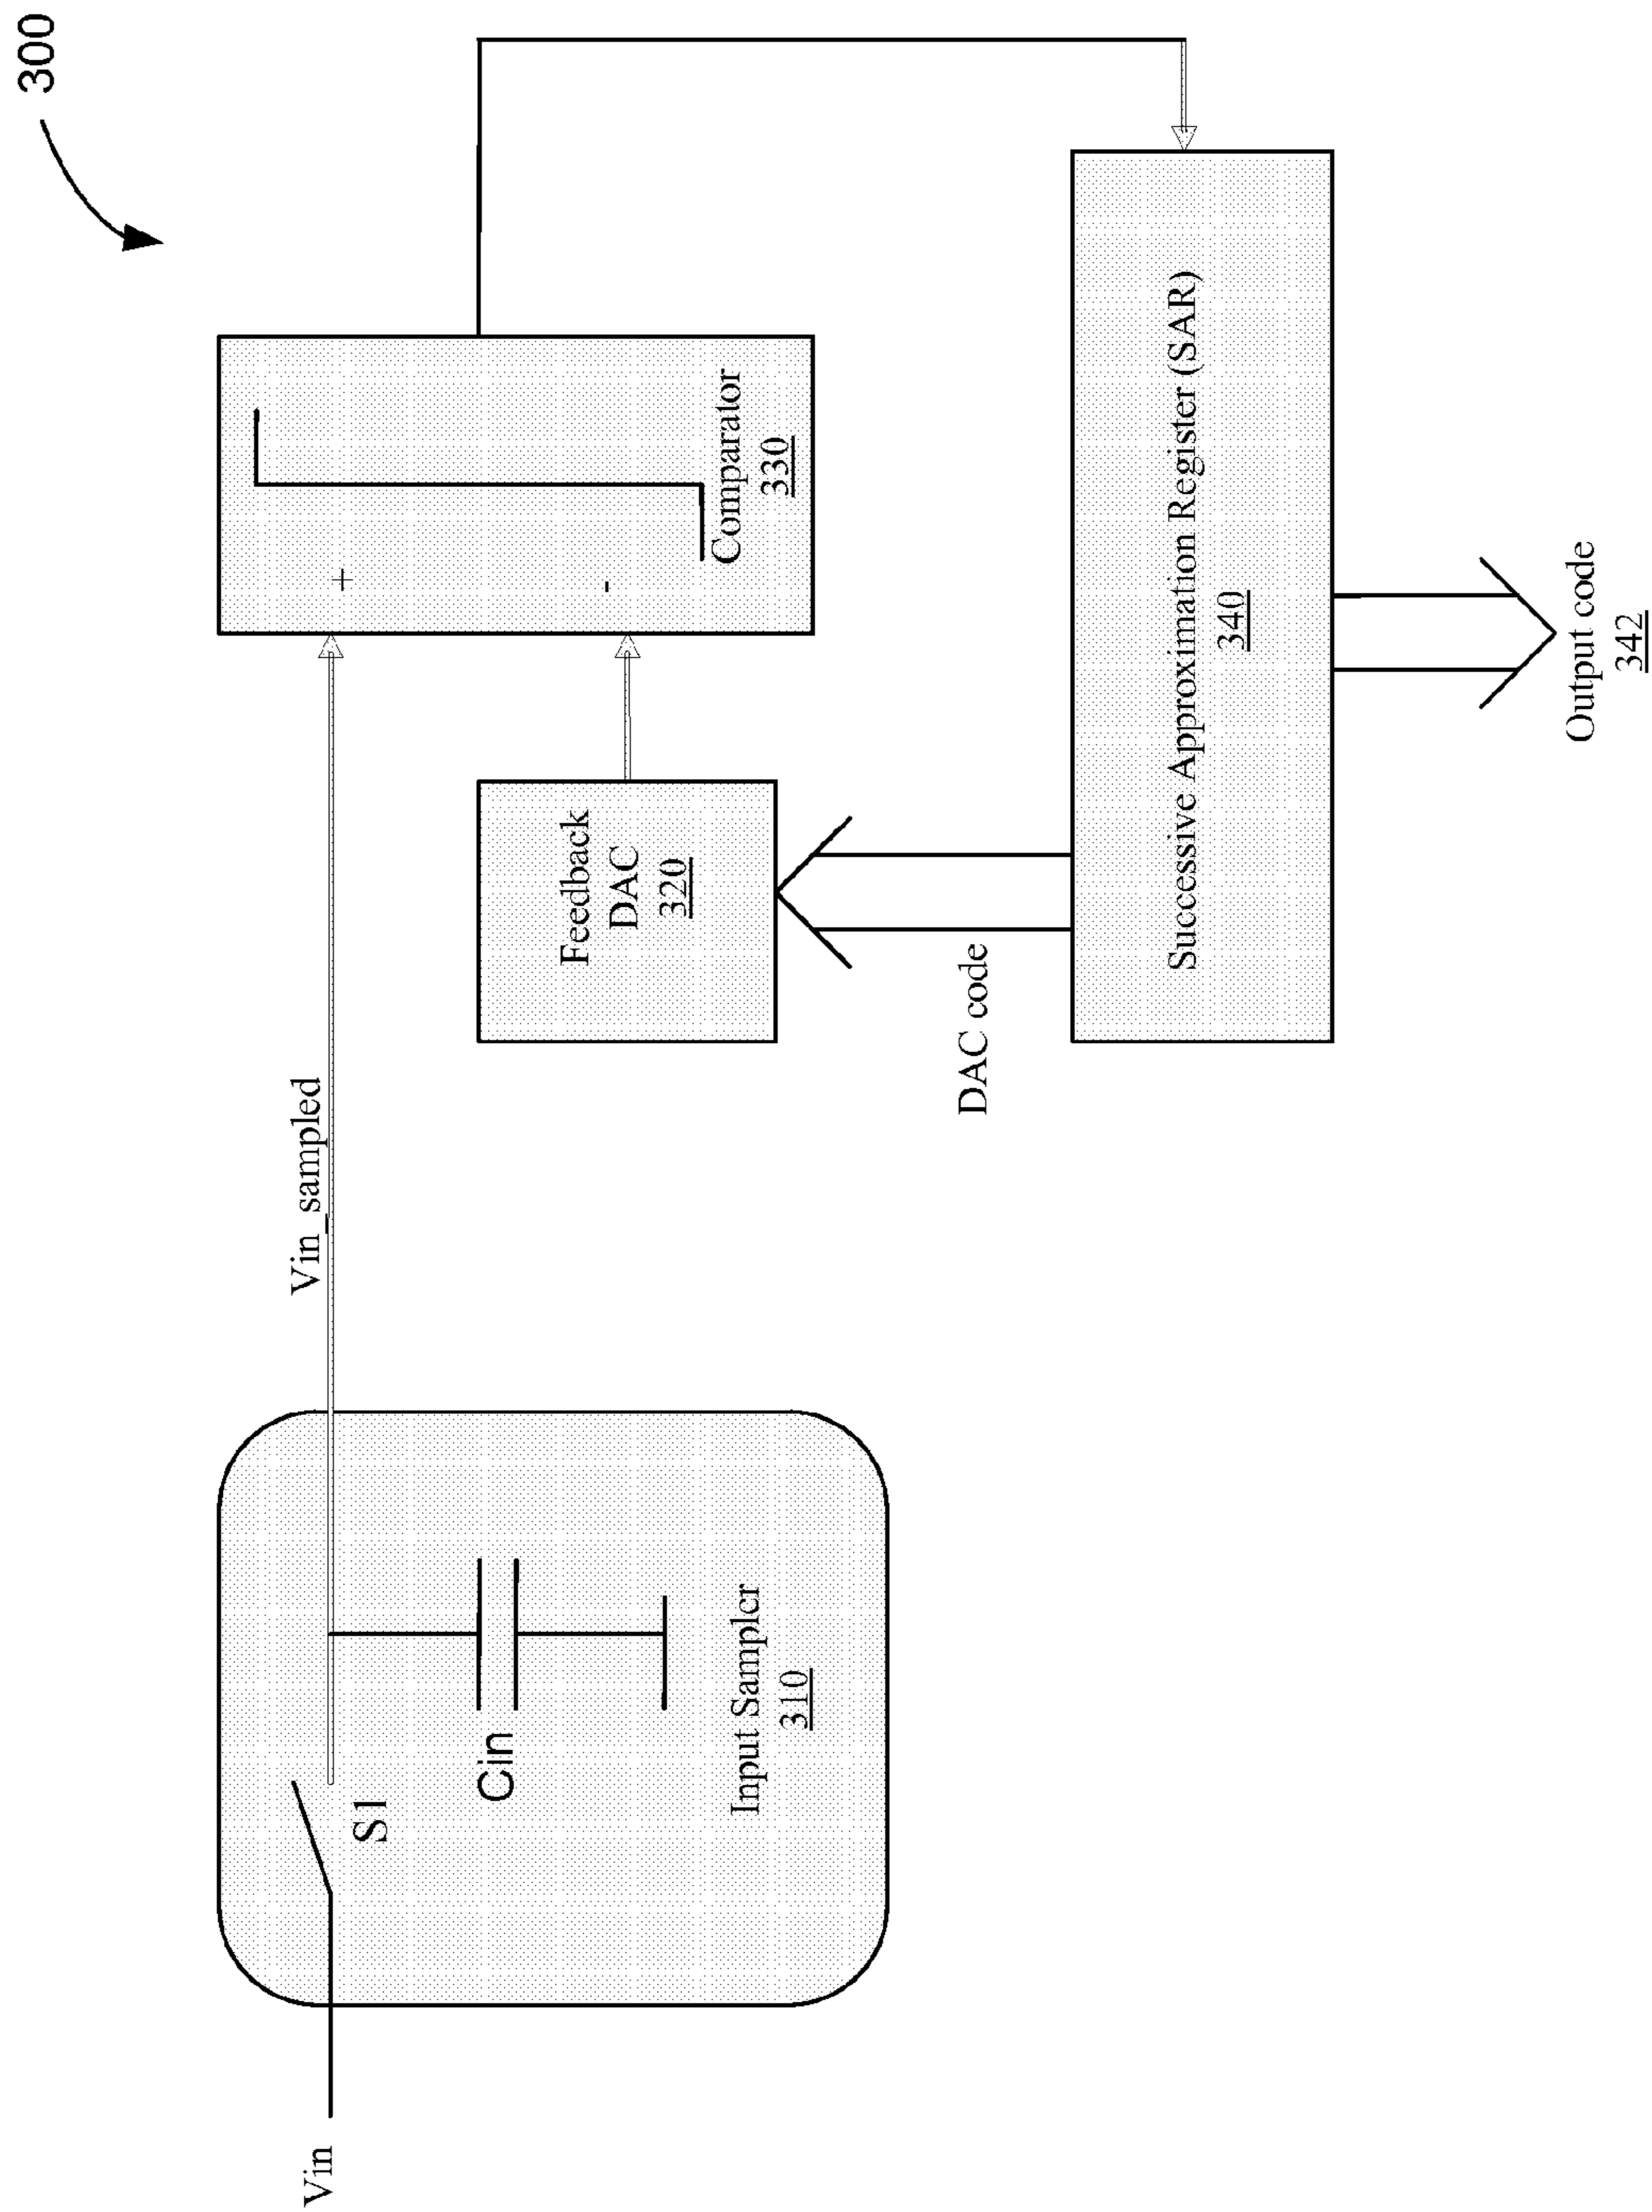 300
Vin
S1
Cin
Input Sampler
310
Vin_sampled
+
-
Comparator
330
Feedback
DAC
320
DAC code
Successive Approximation Register (SAR)
340
Output code
342